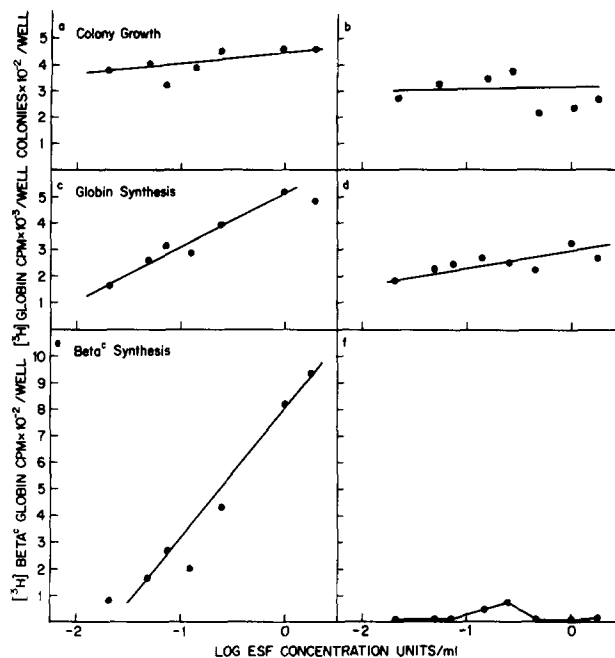 a Colony Growth
b
COLONIES×10⁻²/WELL
5
4
3
2
1
c Globin Synthesis
d
[³H] GLOBIN CPM×10⁻³/WELL
5
4
3
2
1
e Betaᶜ Synthesis
f
[³H] BETAᶜ GLOBIN CPM×10⁻²/WELL
10
9
8
7
6
5
4
3
2
1
-2 -1 0 -2 -1 0
LOG ESF CONCENTRATION UNITS/ml